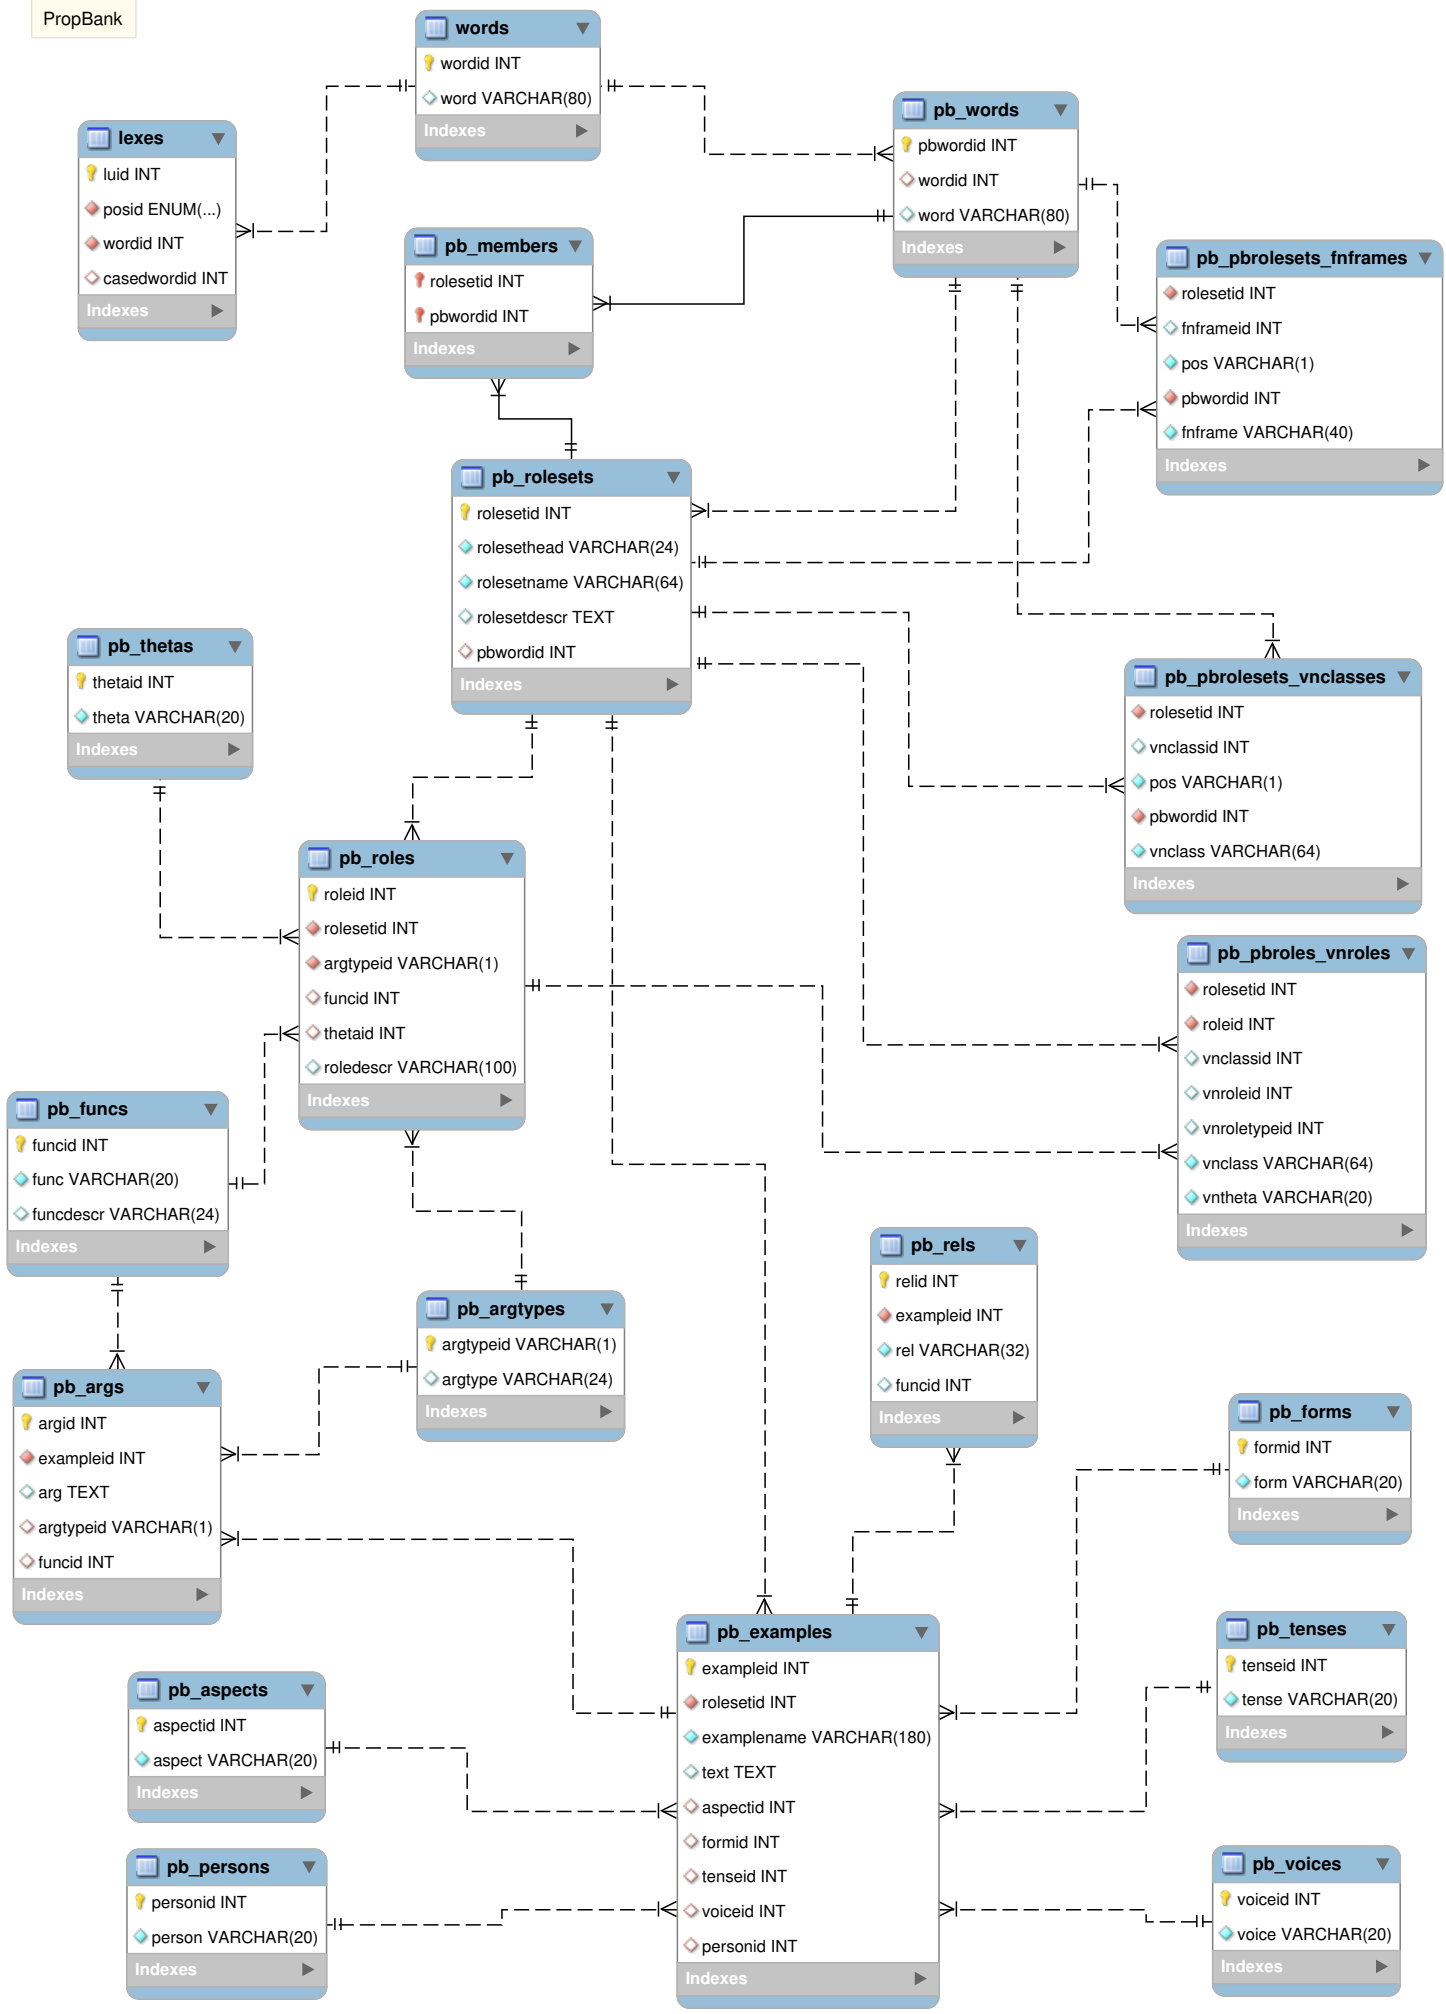 PropBank
words
wordid INT
word VARCHAR(80)
Indexes
lexes
luid INT
posid ENUM(...)
wordid INT
casedwordid INT
Indexes
pb_words
pbwordid INT
wordid INT
word VARCHAR(80)
Indexes
pb_members
rolesetid INT
pbwordid INT
Indexes
pb_pbrolesets_fnframes
rolesetid INT
fnframeid INT
pos VARCHAR(1)
pbwordid INT
fnframe VARCHAR(40)
Indexes
pb_rolesets
rolesetid INT
rolesethead VARCHAR(24)
rolesetname VARCHAR(64)
rolesetdescr TEXT
pbwordid INT
Indexes
pb_thetas
thetaid INT
theta VARCHAR(20)
Indexes
pb_pbrolesets_vnclasses
rolesetid INT
vnclassid INT
pos VARCHAR(1)
pbwordid INT
vnclass VARCHAR(64)
Indexes
pb_roles
roleid INT
rolesetid INT
argtypeid VARCHAR(1)
funcid INT
thetaid INT
roledescr VARCHAR(100)
Indexes
pb_pbroles_vnroles
rolesetid INT
roleid INT
vnclassid INT
vnroleid INT
vnroletypeid INT
vnclass VARCHAR(64)
vntheta VARCHAR(20)
Indexes
pb_funcs
funcid INT
func VARCHAR(20)
funcdescr VARCHAR(24)
Indexes
pb_rels
relid INT
exampleid INT
rel VARCHAR(32)
funcid INT
Indexes
pb_argtypes
argtypeid VARCHAR(1)
argtype VARCHAR(24)
Indexes
pb_args
argid INT
exampleid INT
arg TEXT
argtypeid VARCHAR(1)
funcid INT
Indexes
pb_forms
formid INT
form VARCHAR(20)
Indexes
pb_examples
exampleid INT
rolesetid INT
examplename VARCHAR(180)
text TEXT
aspectid INT
formid INT
tenseid INT
voiceid INT
personid INT
Indexes
pb_tenses
tenseid INT
tense VARCHAR(20)
Indexes
pb_aspects
aspectid INT
aspect VARCHAR(20)
Indexes
pb_persons
personid INT
person VARCHAR(20)
Indexes
pb_voices
voiceid INT
voice VARCHAR(20)
Indexes